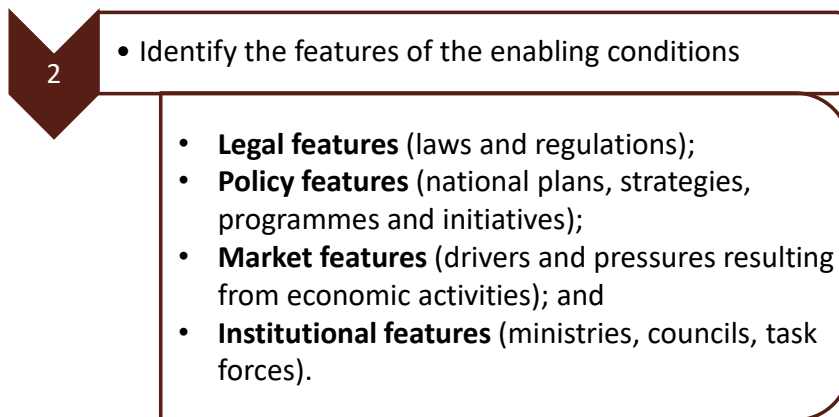 2
• Identify the features of the enabling conditions
• Legal features (laws and regulations);
• Policy features (national plans, strategies,
programmes and initiatives);
• Market features (drivers and pressures resulting
from economic activities); and
• Institutional features (ministries, councils, task
forces).